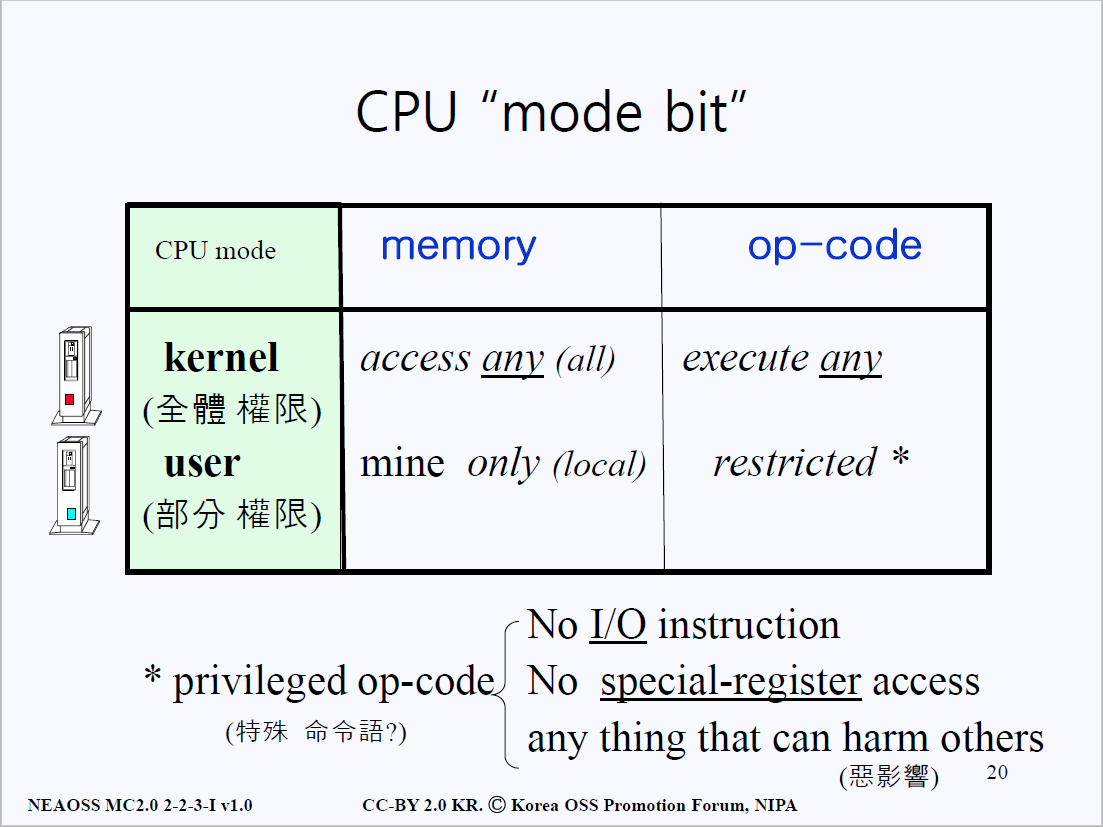 CPU “mode bit”
CPU mode memory op-code
kernel access any (all) execute any
(全體 權限)
user mine only (local) restricted *
(部分 權限)
No I/O instruction
* privileged op-code No special-register access
(特殊 命令語?) any thing that can harm others
(惡影響) 20
NEAOSS MC2.0 2-2-3-I v1.0 CC-BY 2.0 KR. Ⓒ Korea OSS Promotion Forum, NIPA